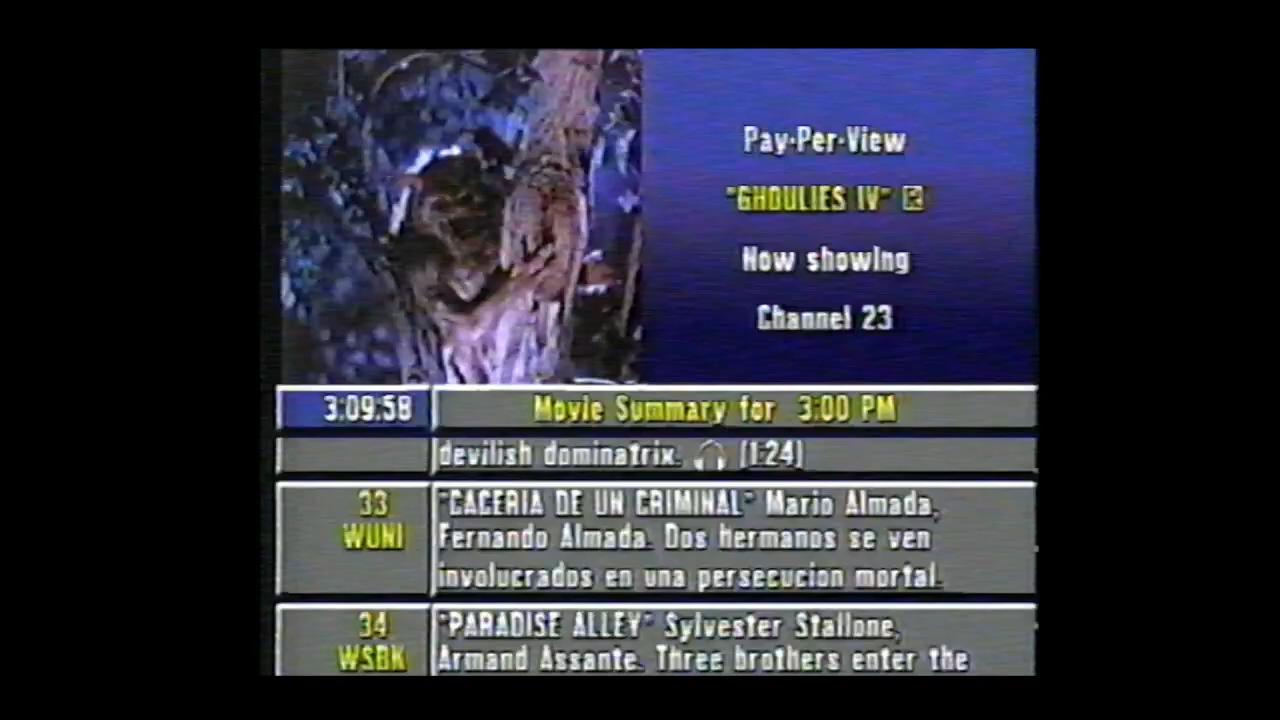 Pay-Per-View
"GHOULIES IV" R
Now showing
Channel 23
3:09:58 Movie Summary for 3:00 PM
devilish dominatrix. (1:24)
33 "CACERIA DE UN CRIMINAL" Mario Almada,
WUNI Fernando Almada. Dos hermanos se ven
involucrados en una persecucion mortal.
34 "PARADISE ALLEY" Sylvester Stallone,
WSBK Armand Assante. Three brothers enter the